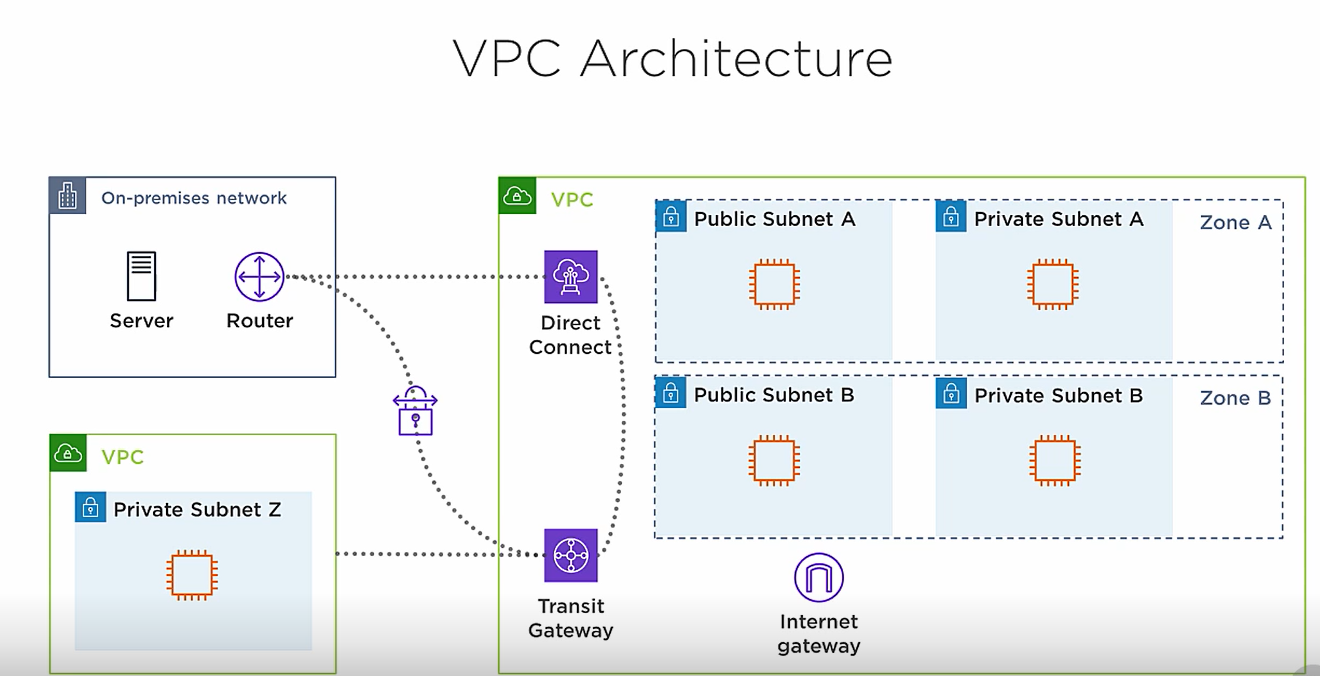 VPC Architecture
On-premises network
Server
Router
VPC
Private Subnet Z
VPC
Direct
Connect
Transit
Gateway
Public Subnet A
Private Subnet A
Zone A
Public Subnet B
Private Subnet B
Zone B
Internet
gateway